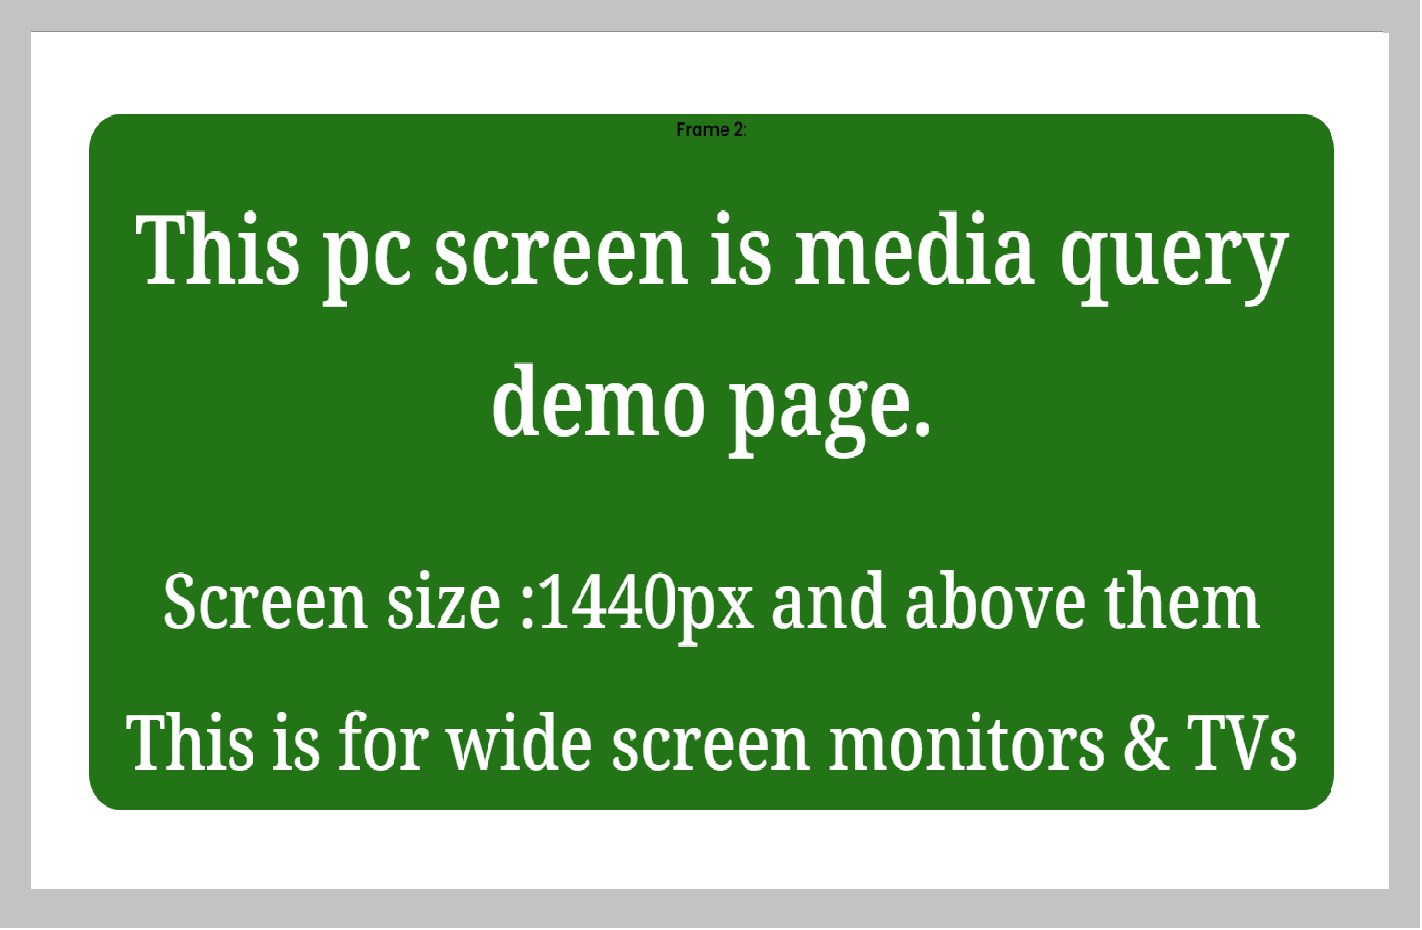 Frame 2:
This pc screen is media query
demo page.
Screen size :1440px and above them
This is for wide screen monitors & TVs